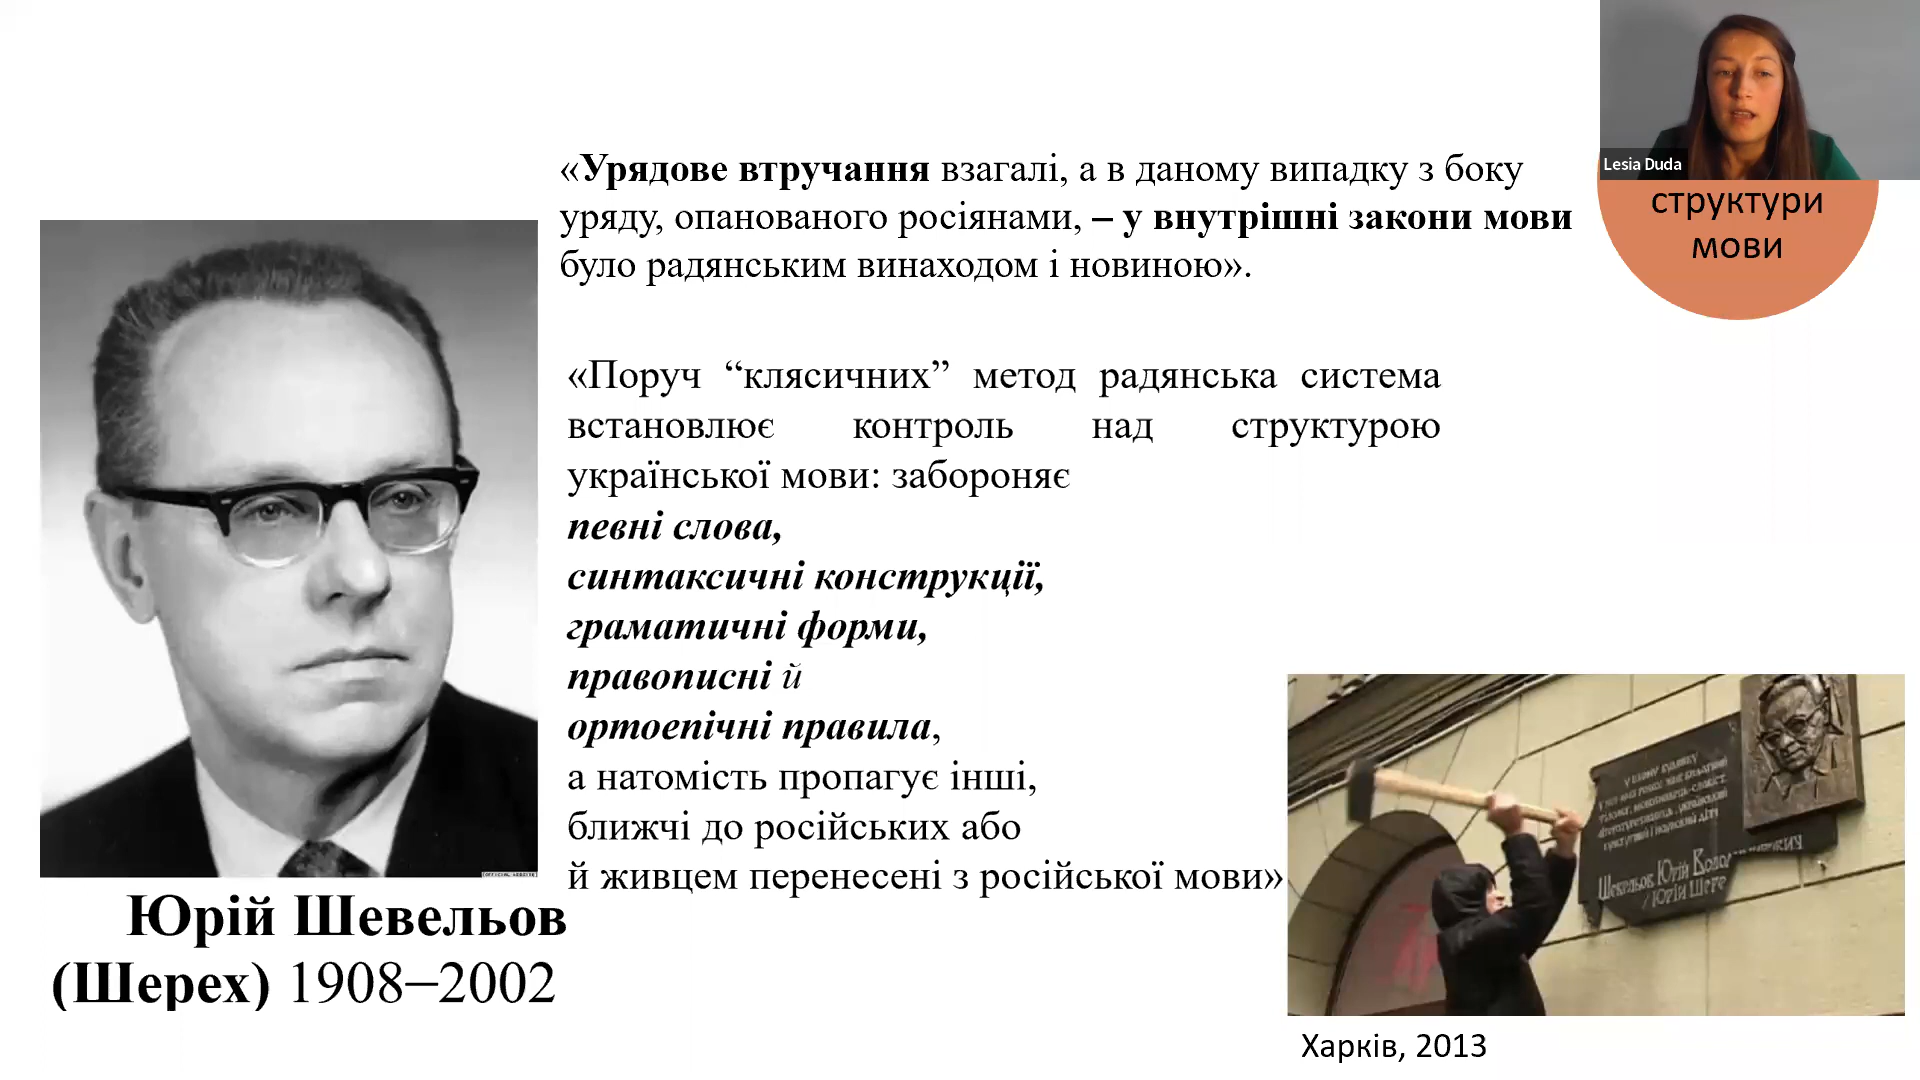 «Урядове втручання взагалі, а в даному випадку з боку
уряду, опанованого росіянами, – у внутрішні закони мови
було радянським винаходом і новиною».
Lesia Duda
структури
мови
«Поруч “клясичних” метод радянська система
встановлює контроль над структурою
української мови: забороняє
певні слова,
синтаксичні конструкції,
граматичні форми,
правописні й
ортоепічні правила,
а натомість пропагує інші,
ближчі до російських або
й живцем перенесені з російської мови»
Юрій Шевельов
(Шерех) 1908–2002
У цьому будинку
Шевельов Юрій
/ Юрій Шере
Харків, 2013